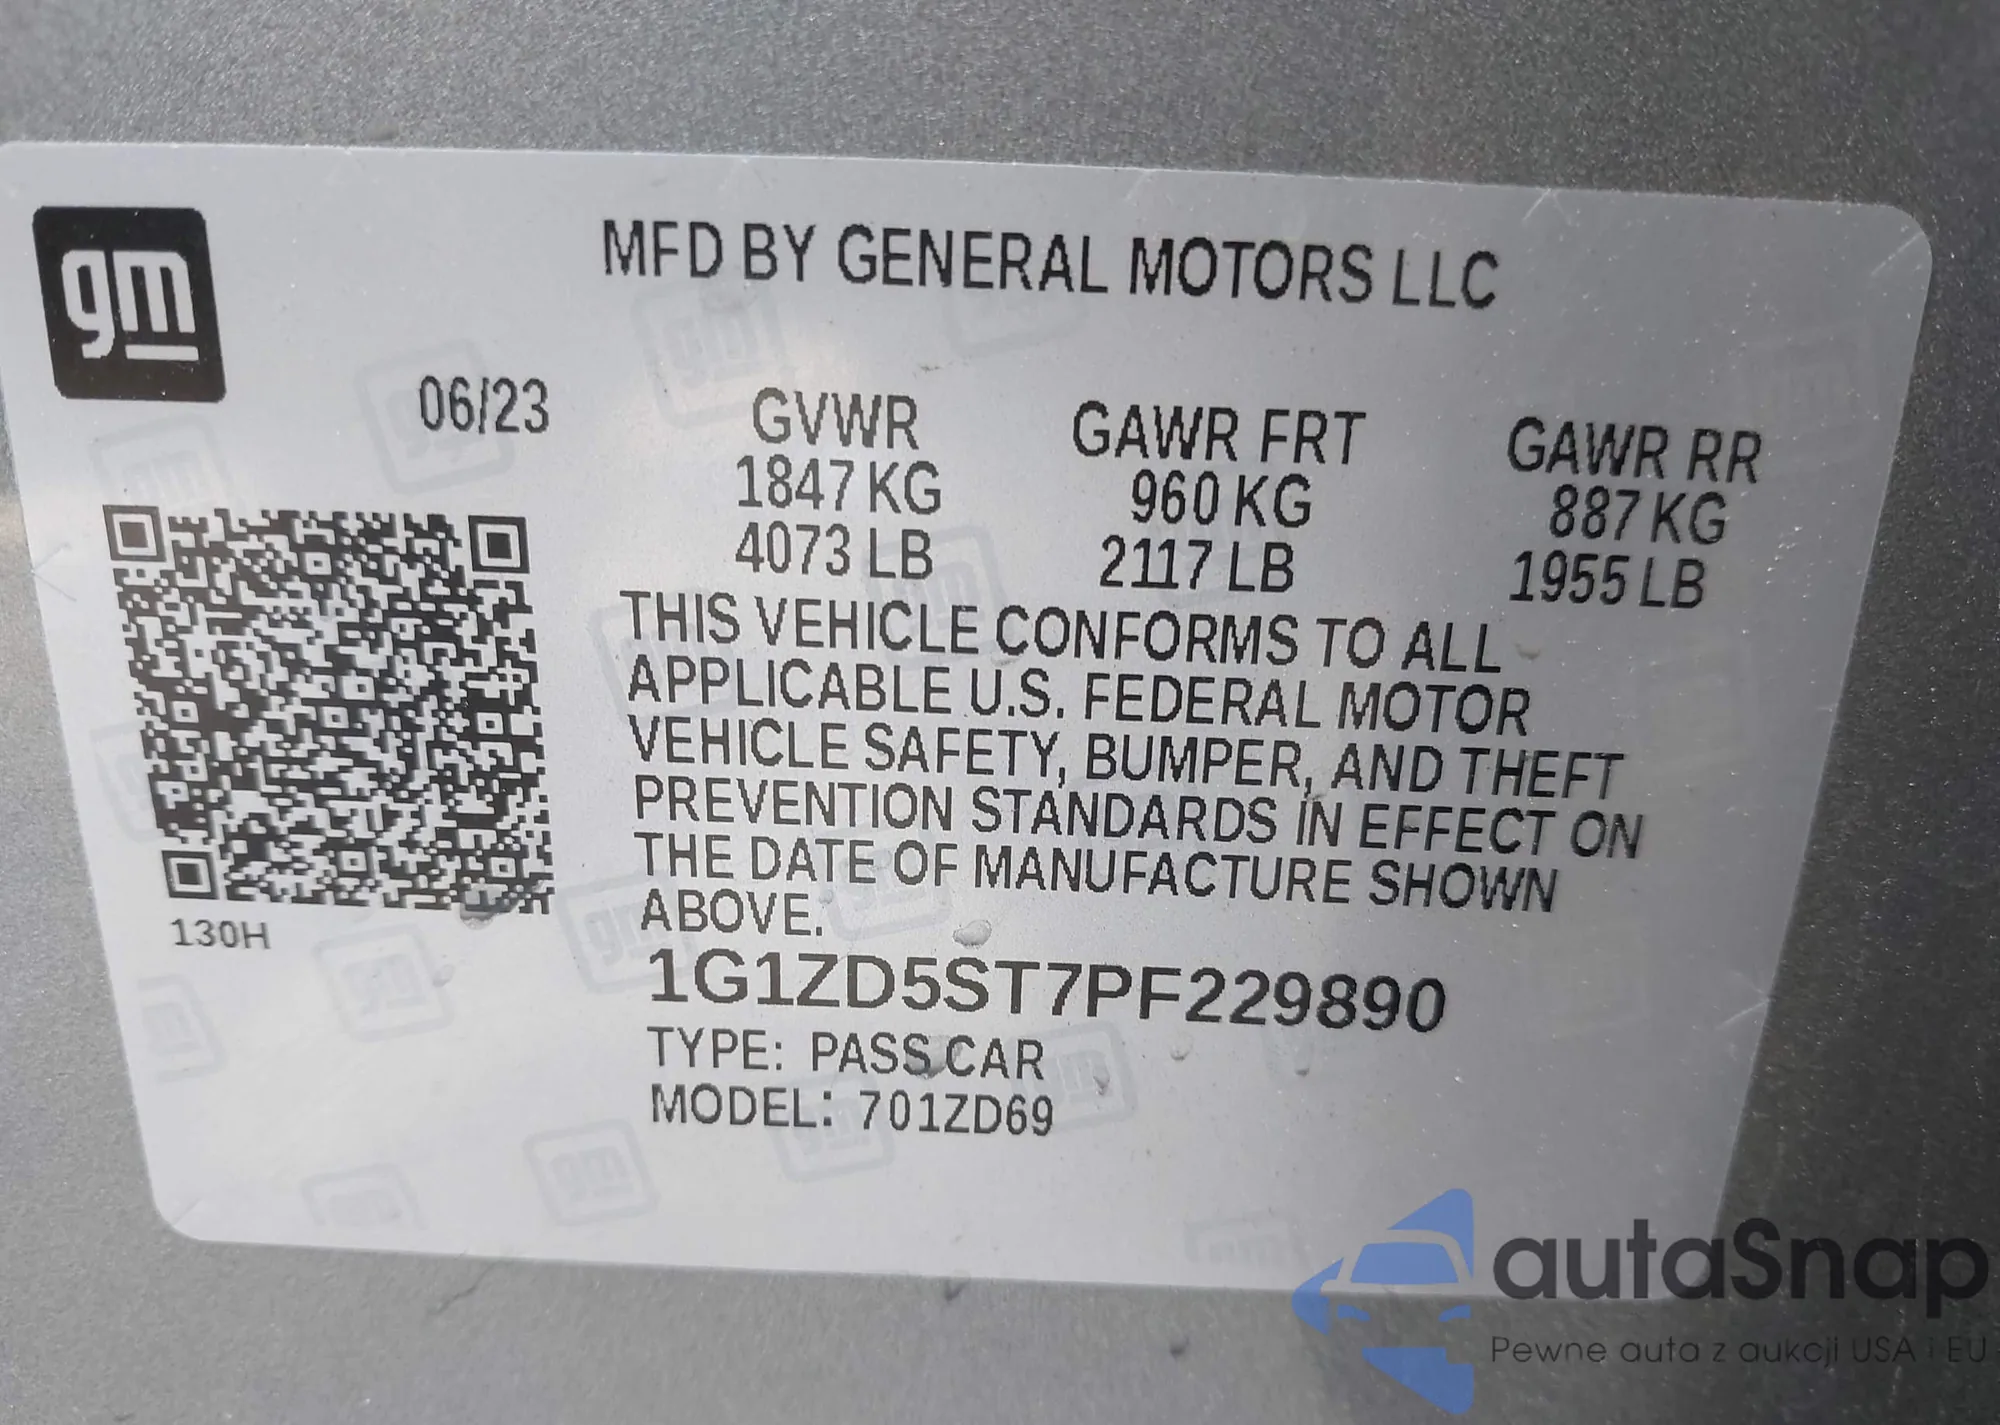 gm
MFD BY GENERAL MOTORS LLC
06/23
GVWR GAWR FRT GAWR RR
1847 KG 960 KG 887 KG
4073 LB 2117 LB 1955 LB
THIS VEHICLE CONFORMS TO ALL
APPLICABLE U.S. FEDERAL MOTOR
VEHICLE SAFETY, BUMPER, AND THEFT
PREVENTION STANDARDS IN EFFECT ON
THE DATE OF MANUFACTURE SHOWN
ABOVE.
130H
1G1ZD5ST7PF229890
TYPE: PASS CAR
MODEL: 701ZD69
autaSnap
Pewne auta z aukcji USA i EU